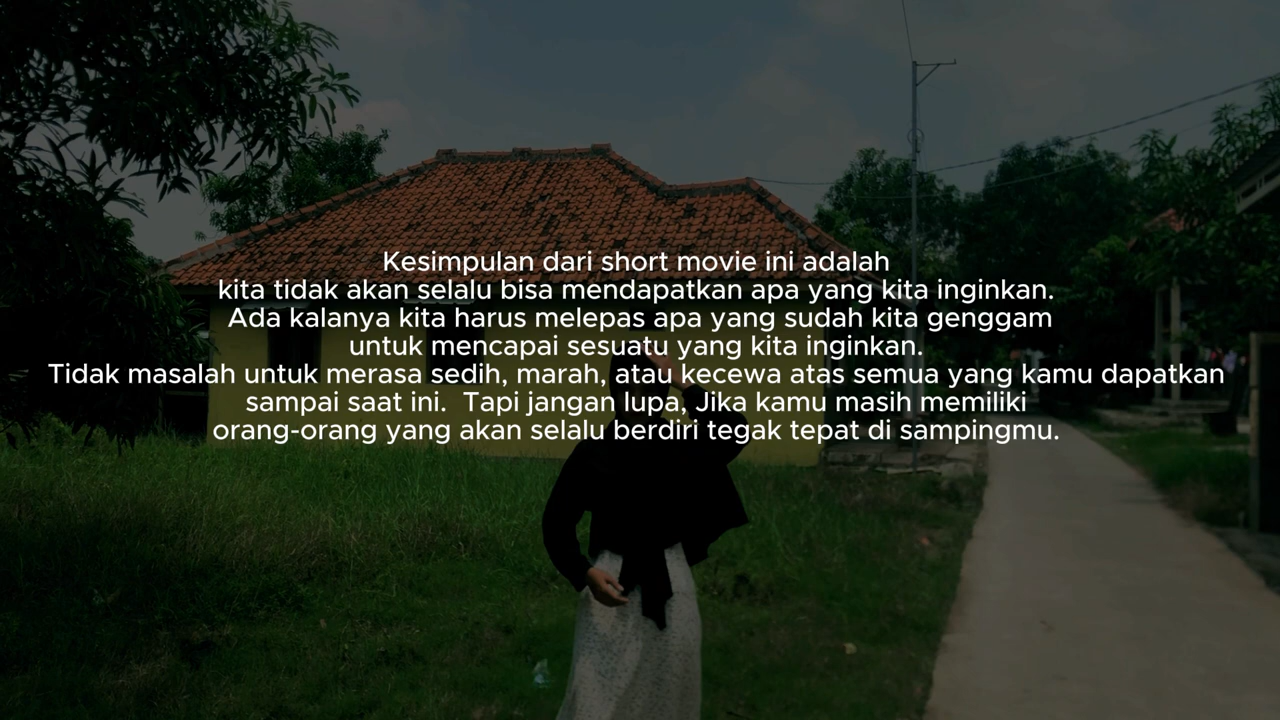 Kesimpulan dari short movie ini adalah
kita tidak akan selalu bisa mendapatkan apa yang kita inginkan.
Ada kalanya kita harus melepas apa yang sudah kita genggam
untuk mencapai sesuatu yang kita inginkan.
Tidak masalah untuk merasa sedih, marah, atau kecewa atas semua yang kamu dapatkan
sampai saat ini.  Tapi jangan lupa, Jika kamu masih memiliki
orang-orang yang akan selalu berdiri tegak tepat di sampingmu.